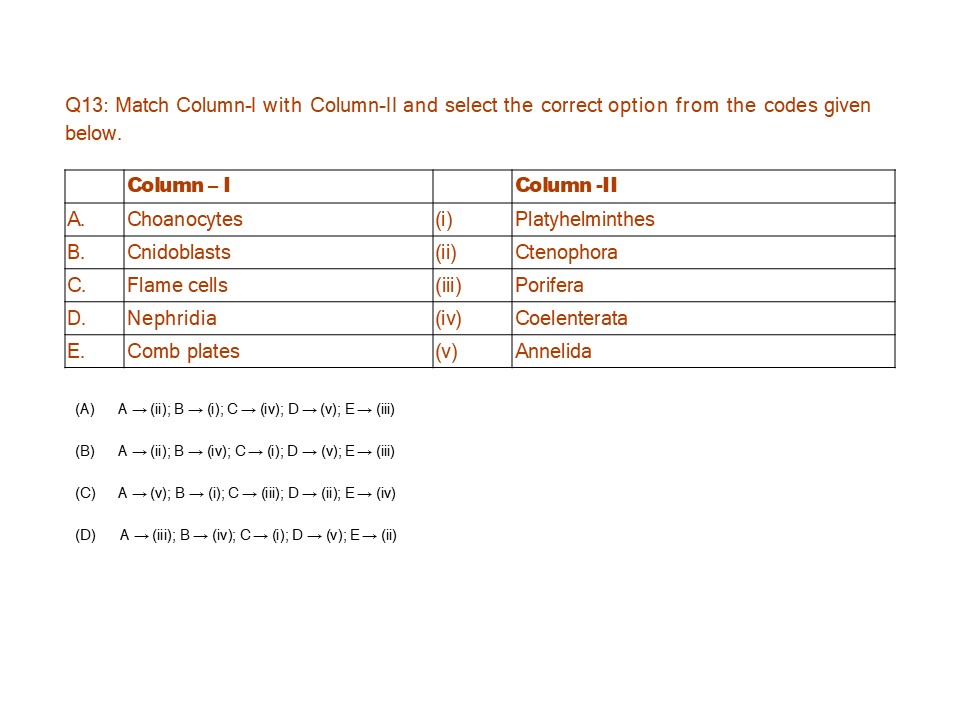 Q13: Match Column-I with Column-II and select the correct option from the codes given
below.
Column – I Column -II
A. Choanocytes (i) Platyhelminthes
B. Cnidoblasts (ii) Ctenophora
C. Flame cells (iii) Porifera
D. Nephridia (iv) Coelenterata
E. Comb plates (v) Annelida
(A) A → (ii); B → (i); C → (iv); D → (v); E → (iii)
(B) A → (ii); B → (iv); C → (i); D → (v); E → (iii)
(C) A → (v); B → (i); C → (iii); D → (ii); E → (iv)
(D) A → (iii); B → (iv); C → (i); D → (v); E → (ii)